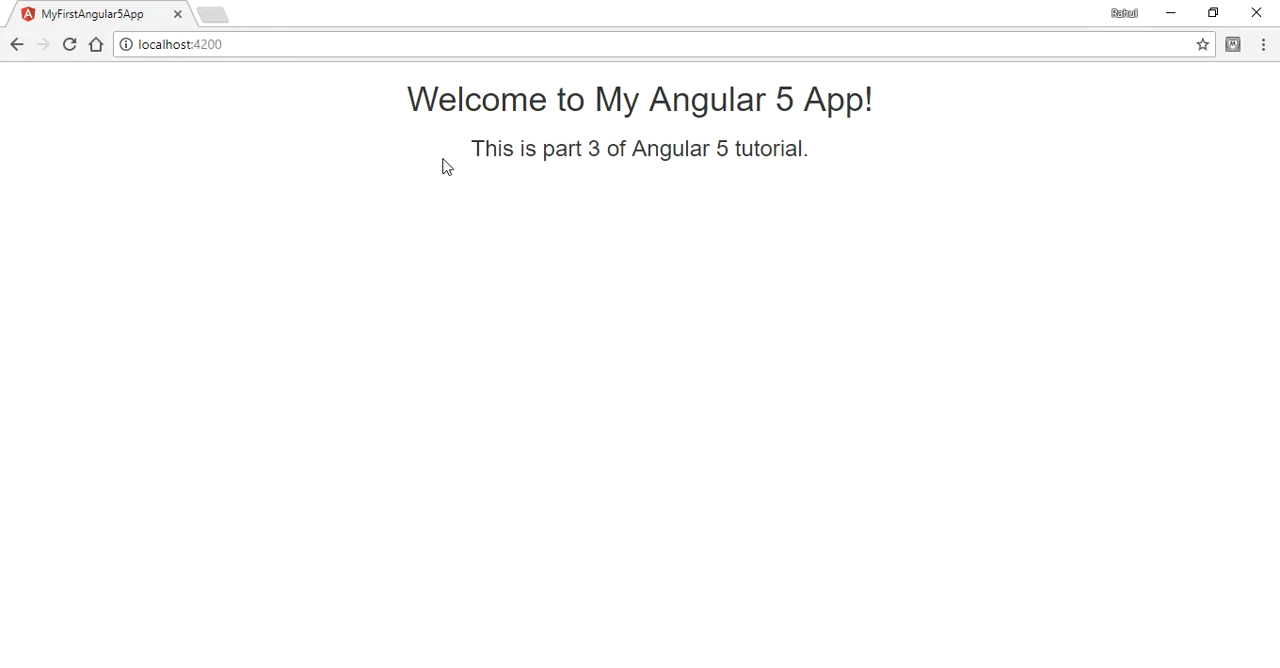 MyFirstAngular5App
Rahul
localhost:4200
Welcome to My Angular 5 App!
This is part 3 of Angular 5 tutorial.